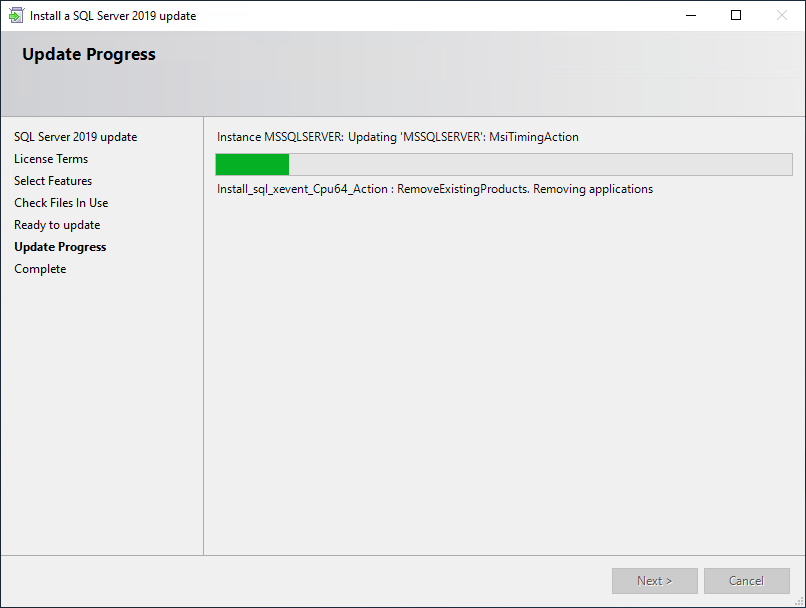 Install a SQL Server 2019 update
Update Progress
SQL Server 2019 update
License Terms
Select Features
Check Files In Use
Ready to update
Update Progress
Complete
Instance MSSQLSERVER: Updating 'MSSQLSERVER': MsiTimingAction
Install_sql_xevent_Cpu64_Action : RemoveExistingProducts. Removing applications
Next >
Cancel